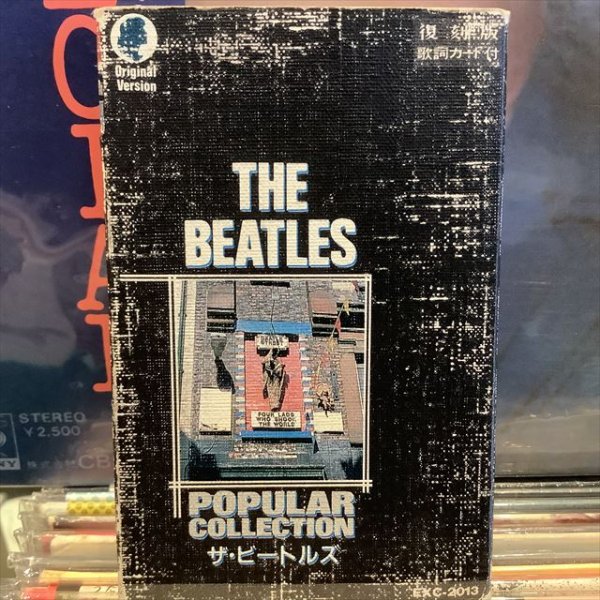 Original
Version
復刻版
歌詞カード付
THE
BEATLES
FOUR LADS
WHO SHOOK
THE WORLD
POPULAR
COLLECTION
ザ・ビートルズ
EXC-2013
STEREO
¥2,500